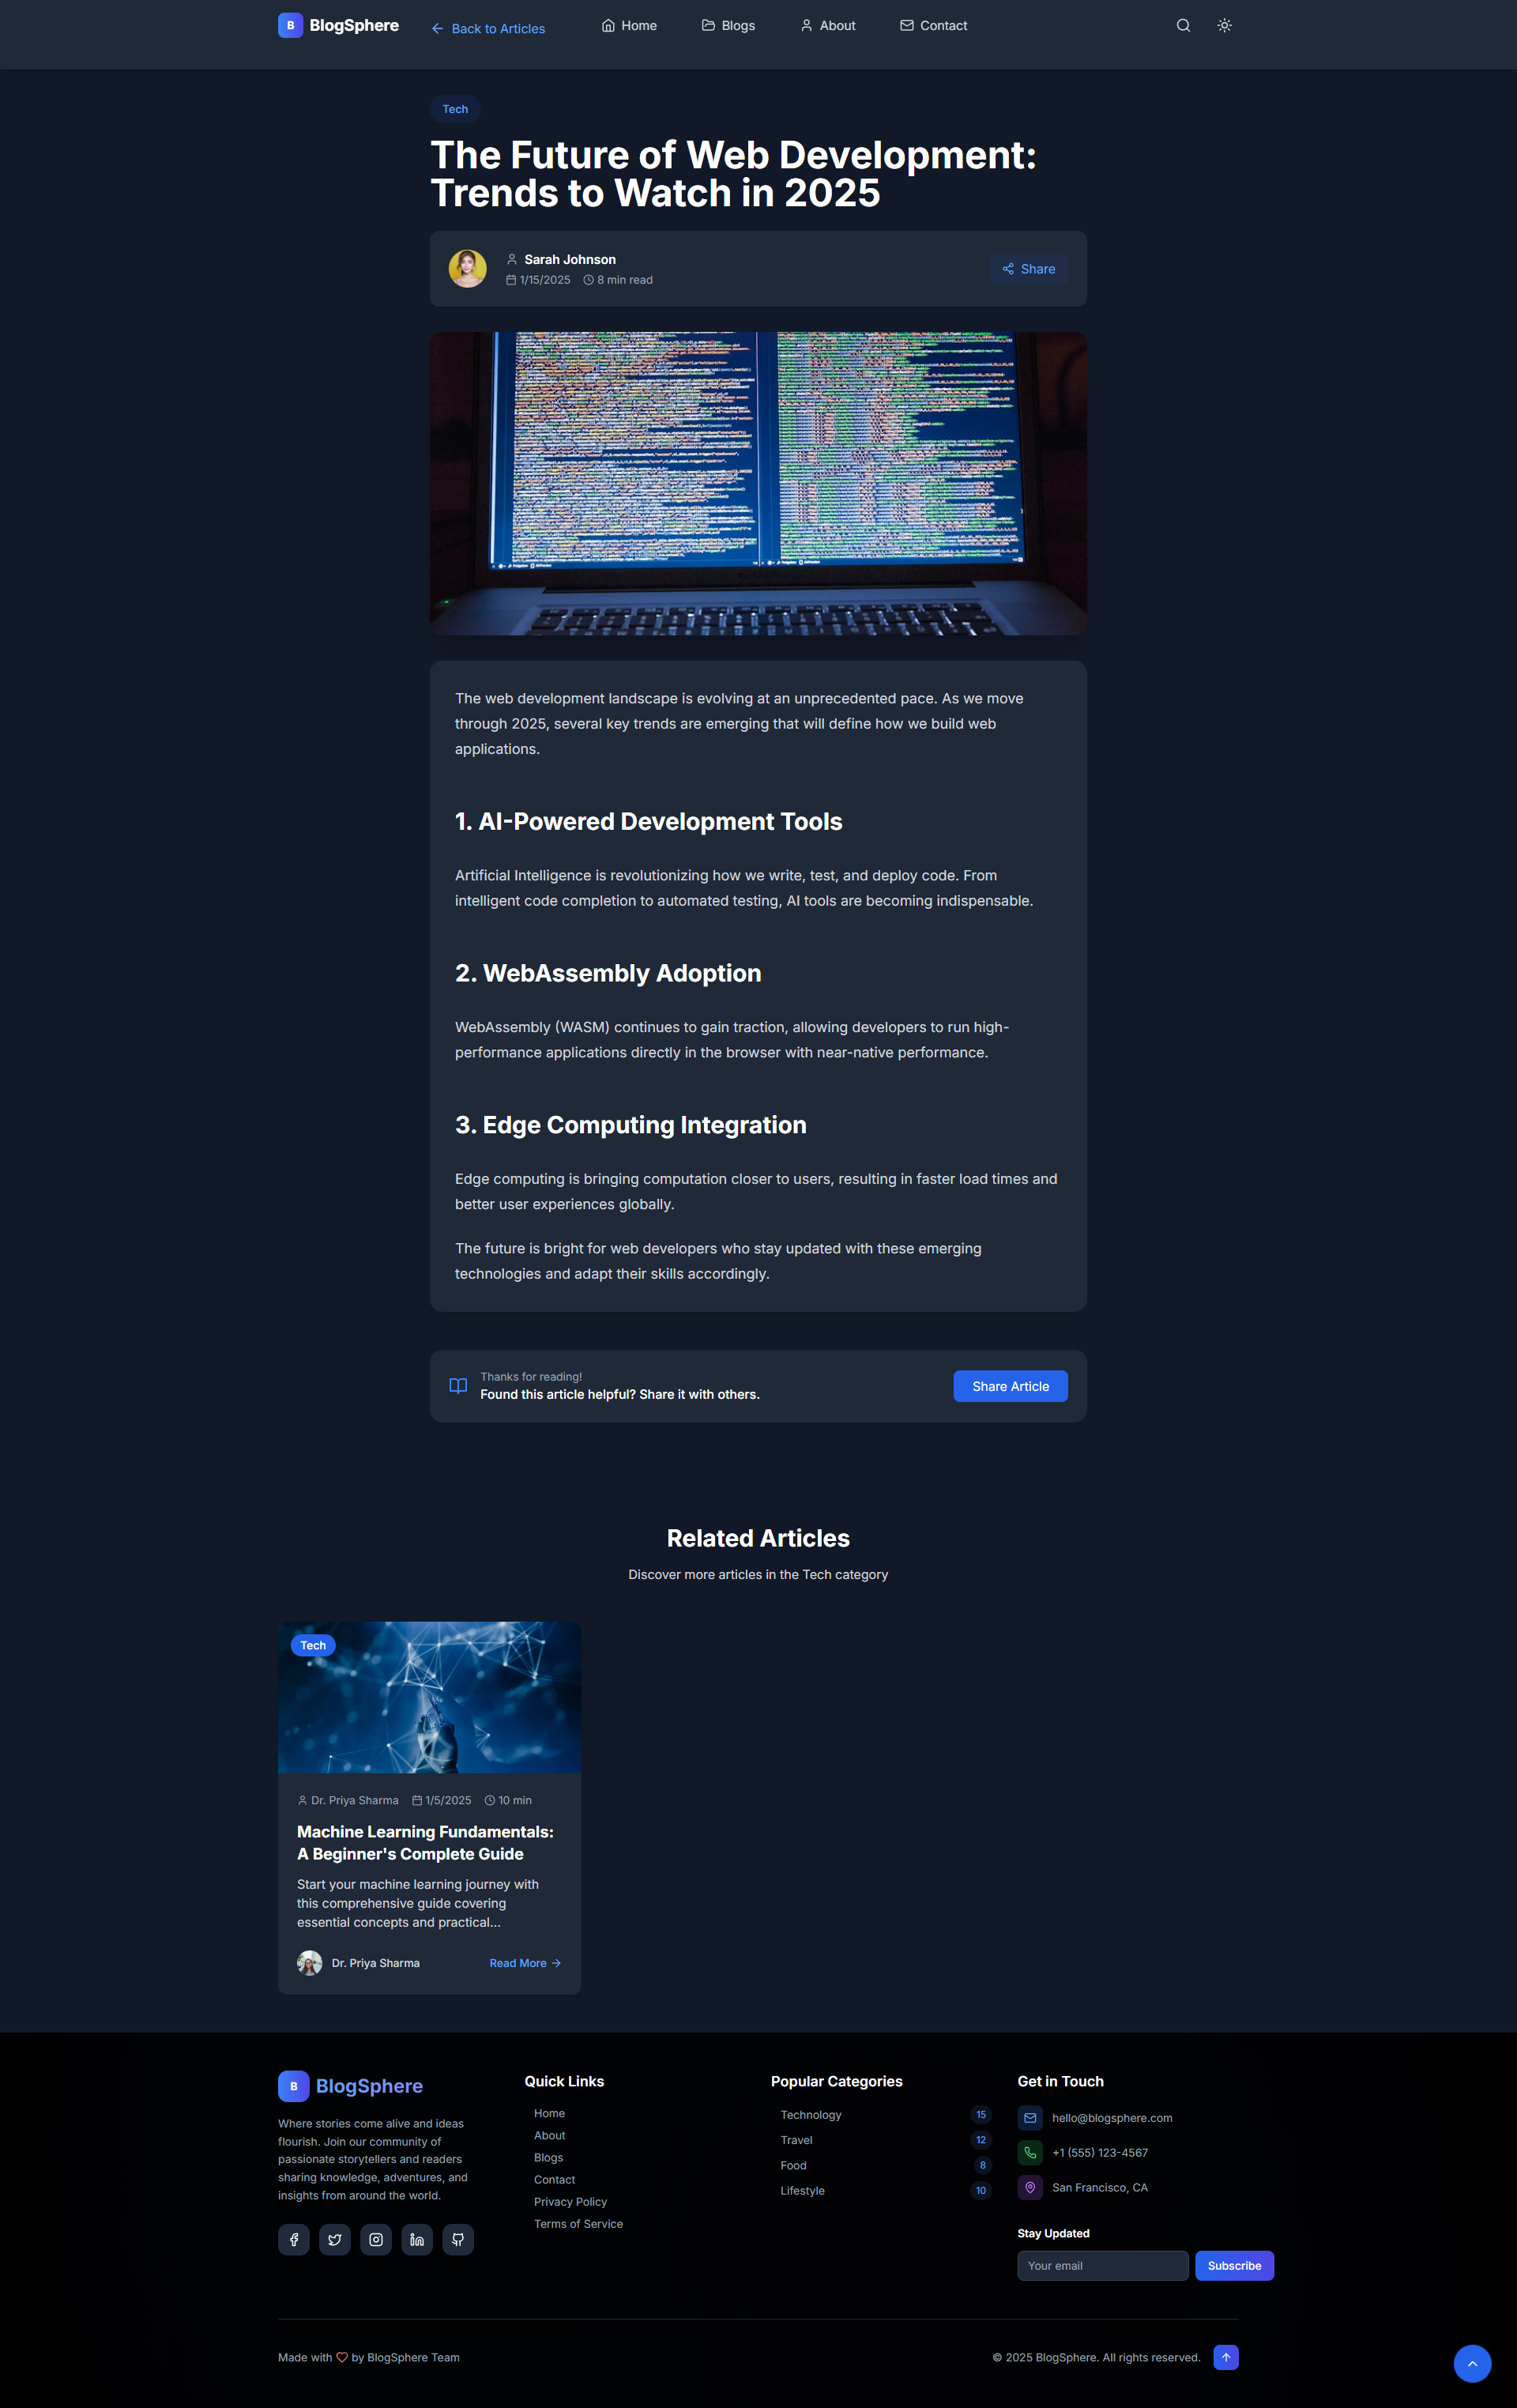 B BlogSphere
Back to Articles
Home
Blogs
About
Contact
Tech
The Future of Web Development:
Trends to Watch in 2025
Sarah Johnson
1/15/2025 8 min read
Share
The web development landscape is evolving at an unprecedented pace. As we move
through 2025, several key trends are emerging that will define how we build web
applications.
1. AI-Powered Development Tools
Artificial Intelligence is revolutionizing how we write, test, and deploy code. From
intelligent code completion to automated testing, AI tools are becoming indispensable.
2. WebAssembly Adoption
WebAssembly (WASM) continues to gain traction, allowing developers to run high-
performance applications directly in the browser with near-native performance.
3. Edge Computing Integration
Edge computing is bringing computation closer to users, resulting in faster load times and
better user experiences globally.
The future is bright for web developers who stay updated with these emerging
technologies and adapt their skills accordingly.
Thanks for reading!
Found this article helpful? Share it with others.
Share Article
Related Articles
Discover more articles in the Tech category
Tech
Dr. Priya Sharma 1/5/2025 10 min
Machine Learning Fundamentals:
A Beginner's Complete Guide
Start your machine learning journey with
this comprehensive guide covering
essential concepts and practical...
Dr. Priya Sharma
Read More
B BlogSphere
Where stories come alive and ideas
flourish. Join our community of
passionate storytellers and readers
sharing knowledge, adventures, and
insights from around the world.
Quick Links
Home
About
Blogs
Contact
Privacy Policy
Terms of Service
Popular Categories
Technology 15
Travel 12
Food 8
Lifestyle 10
Get in Touch
hello@blogsphere.com
+1 (555) 123-4567
San Francisco, CA
Stay Updated
Your email
Subscribe
Made with by BlogSphere Team
© 2025 BlogSphere. All rights reserved.